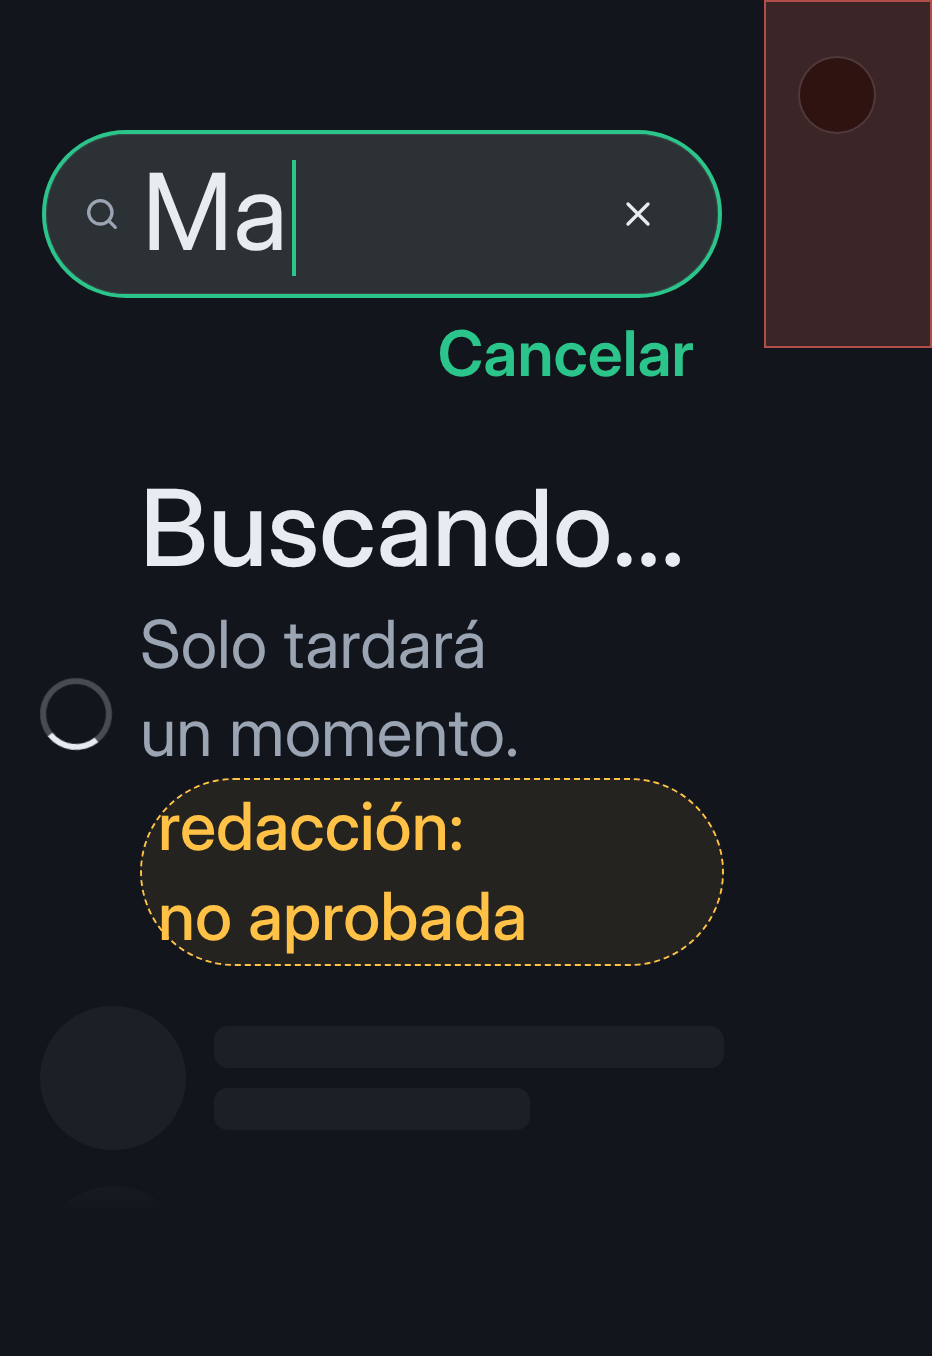 Ma
Cancelar
Buscando...
Solo tardará
un momento.
redacción:
no aprobada